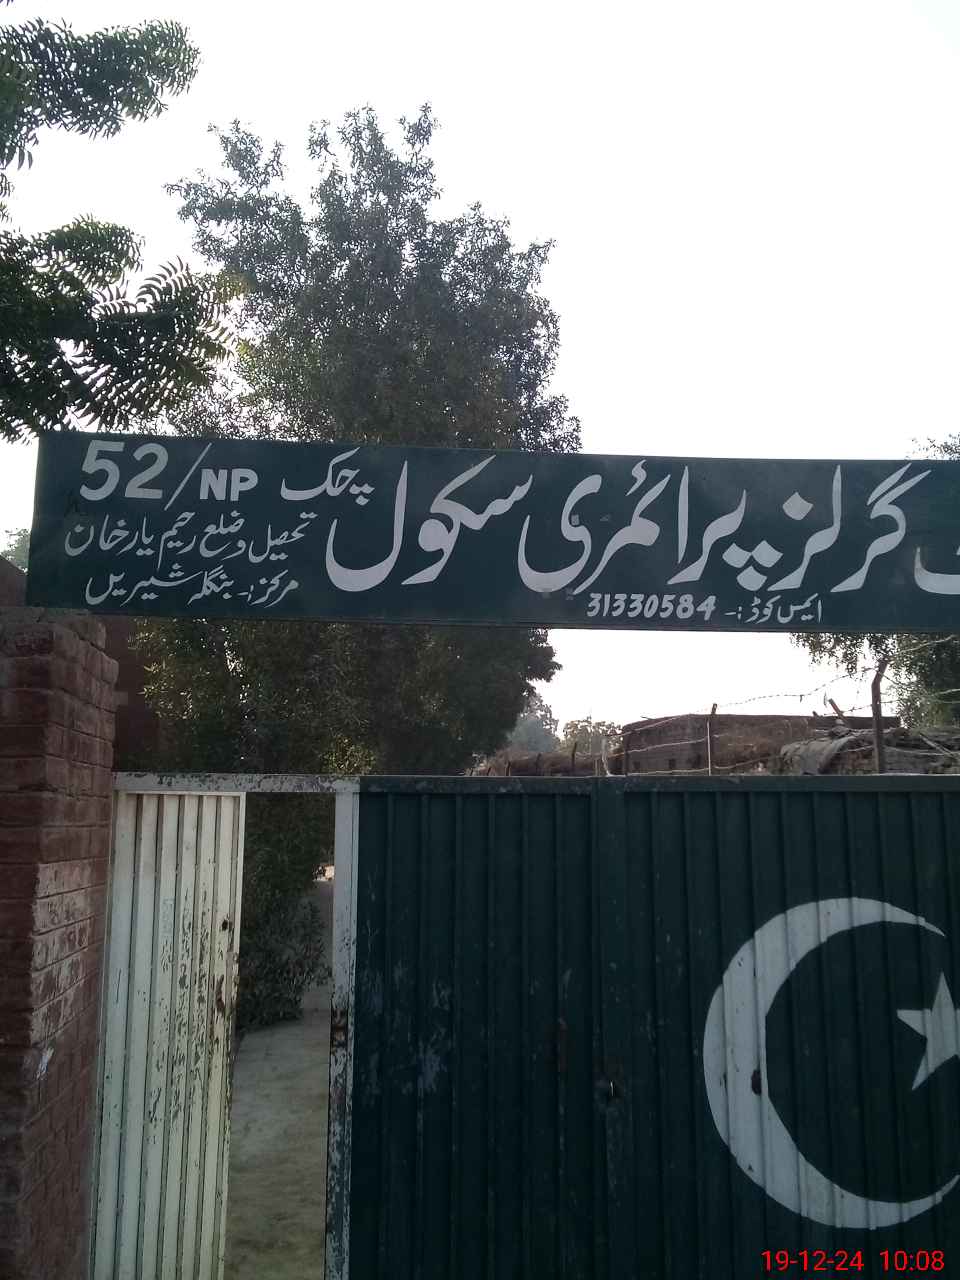 گرلز پرائمری سکول چک 52/NP
تحصیل و ضلع رحیم یار خان
مرکز:۔ بنگلہ شیریں
ایمس کوڈ:۔ 31330584
19-12-24 10:08